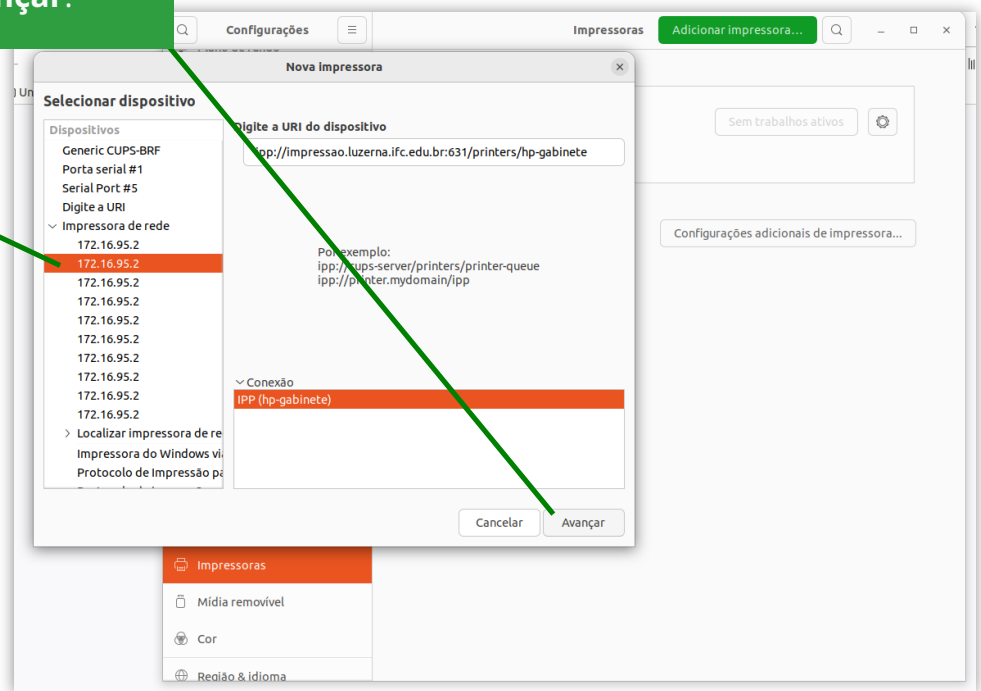 nçar.
Configurações
Impressoras
Adicionar impressora...
Un
Nova impressora
Selecionar dispositivo
Dispositivos
Generic CUPS-BRF
Porta serial #1
Serial Port #5
Digite a URI
Impressora de rede
172.16.95.2
172.16.95.2
172.16.95.2
172.16.95.2
172.16.95.2
172.16.95.2
172.16.95.2
172.16.95.2
172.16.95.2
172.16.95.2
Localizar impressora de re
Impressora do Windows vi
Protocolo de Impressão pa
Digite a URI do dispositivo
ipp://impressao.luzerna.ifc.edu.br:631/printers/hp-gabinete
Por exemplo:
ipp://cups-server/printers/printer-queue
ipp://printer.mydomain/ipp
Conexão
IPP (hp-gabinete)
Cancelar
Avançar
Sem trabalhos ativos
Configurações adicionais de impressora...
Impressoras
Mídia removível
Cor
Região & idioma